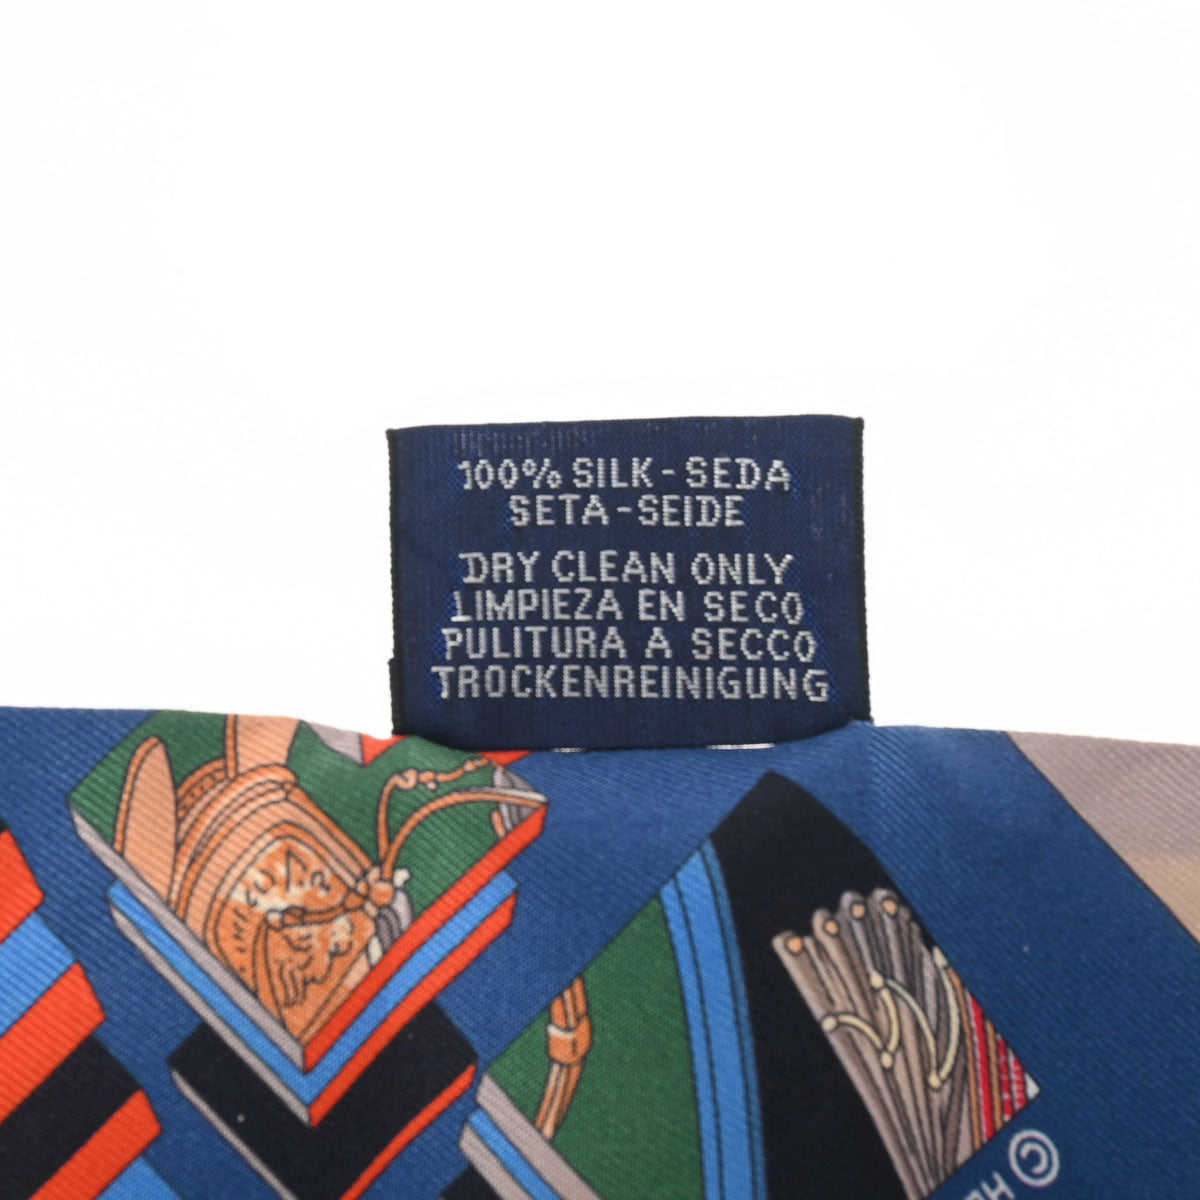 100% SILK - SEDA
SETA - SEIDE
DRY CLEAN ONLY
LIMPIEZA EN SECO
PULITURA A SECCO
TROCKENREINIGUNG
©